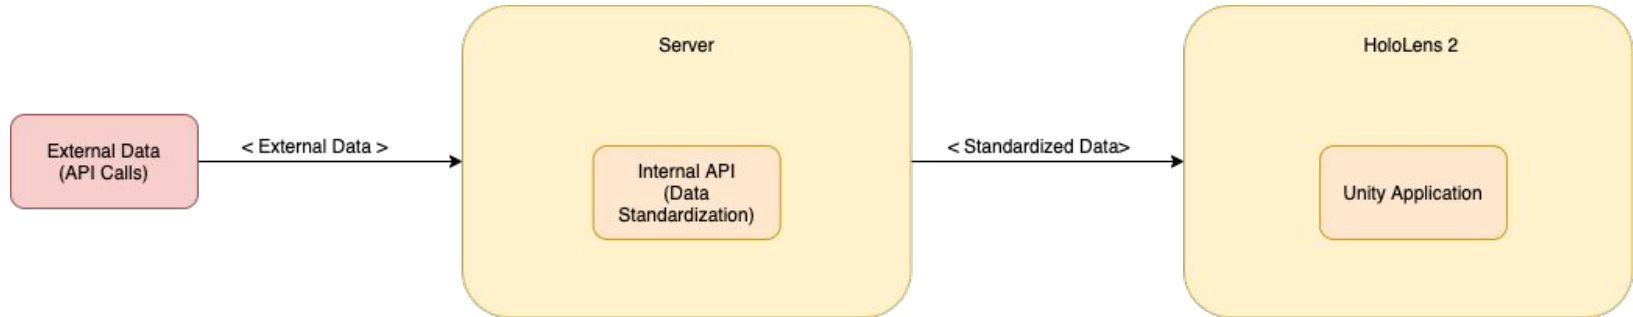 Server
HoloLens 2
External Data
(API Calls)
< External Data >
Internal API
(Data
Standardization)
< Standardized Data>
Unity Application